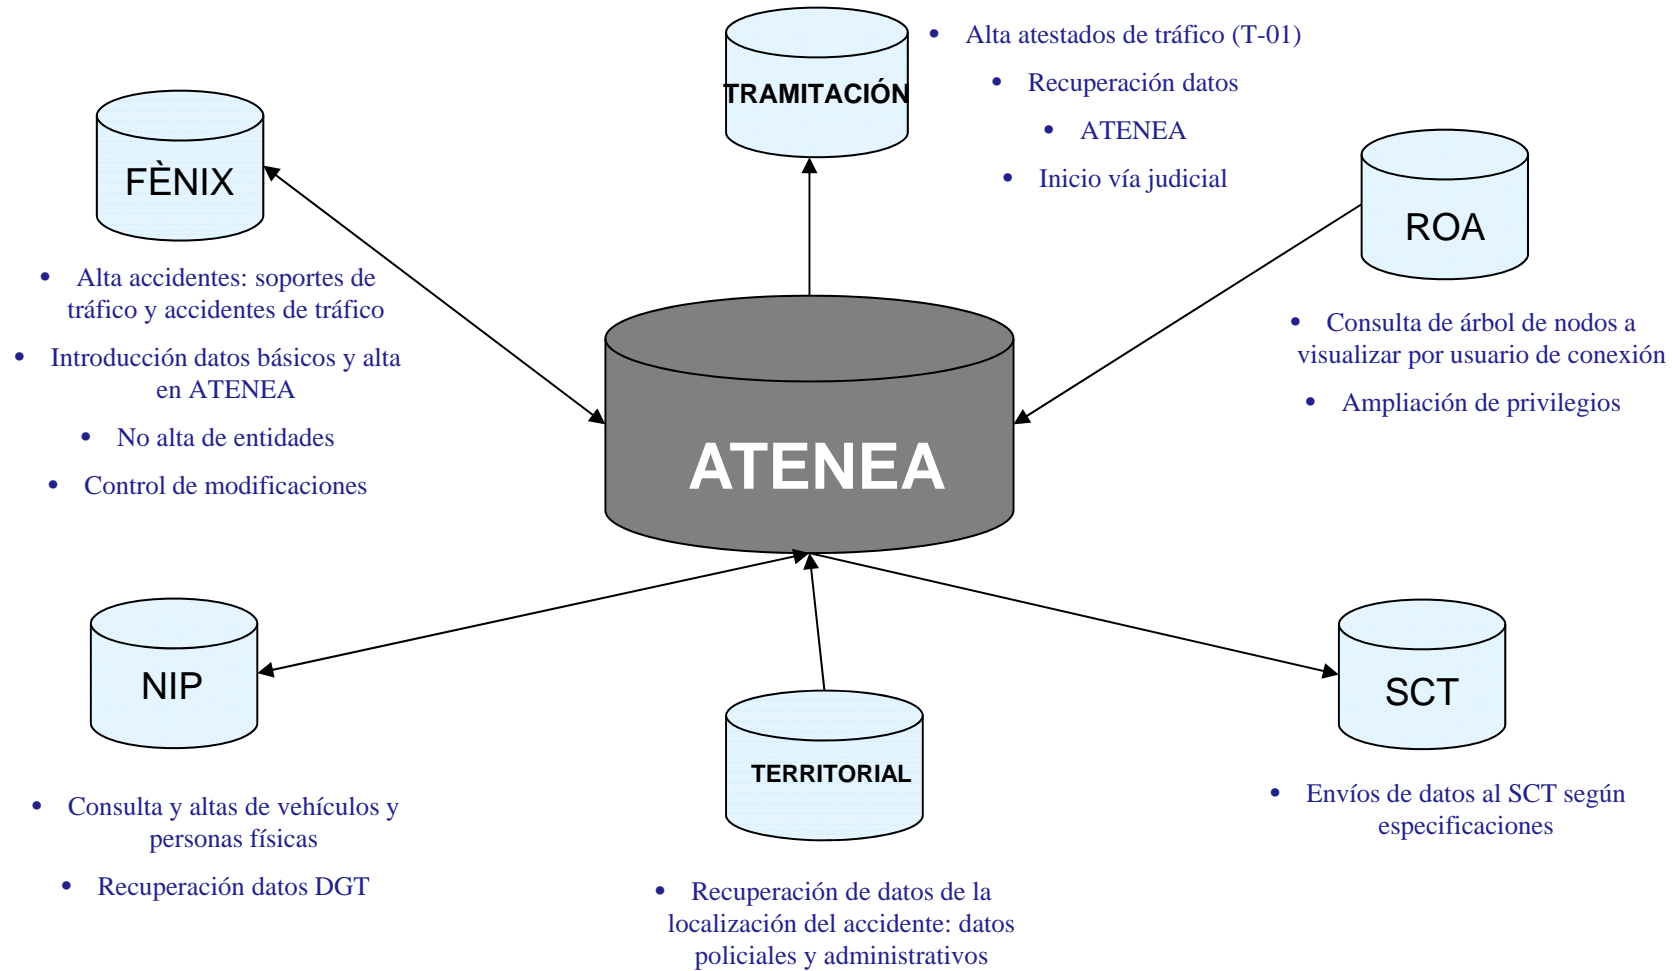 TRAMITACIÓN
• Alta atestados de tráfico (T-01)
• Recuperación datos
• ATENEA
• Inicio vía judicial
FÈNIX
• Alta accidentes: soportes de
tráfico y accidentes de tráfico
• Introducción datos básicos y alta
en ATENEA
• No alta de entidades
• Control de modificaciones
ROA
• Consulta de árbol de nodos a
visualizar por usuario de conexión
• Ampliación de privilegios
ATENEA
NIP
• Consulta y altas de vehículos y
personas físicas
• Recuperación datos DGT
TERRITORIAL
• Recuperación de datos de la
localización del accidente: datos
policiales y administrativos
SCT
• Envíos de datos al SCT según
especificaciones